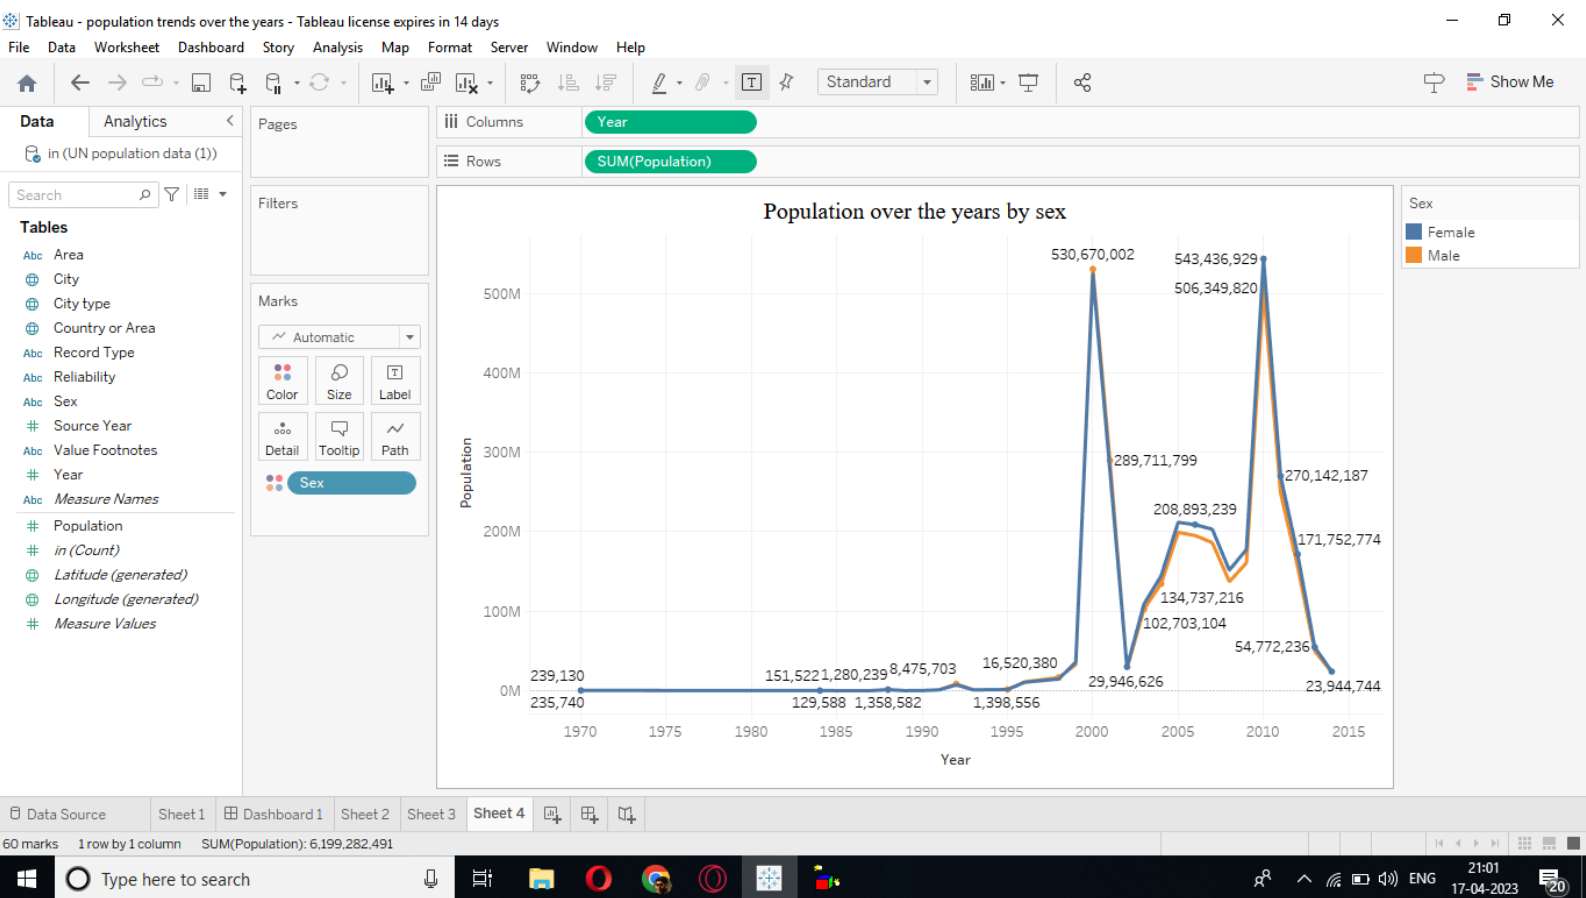 Tableau - population trends over the years - Tableau license expires in 14 days
File Data Worksheet Dashboard Story Analysis Map Format Server Window Help
Standard
Show Me
Data Analytics
in (UN population data (1))
Search
Tables
Abc Area
City
City type
Country or Area
Abc Record Type
Abc Reliability
Abc Sex
Source Year
Abc Value Footnotes
Year
Abc Measure Names
Population
in (Count)
Latitude (generated)
Longitude (generated)
Measure Values
Pages
Filters
Marks
Automatic
Color Size Label
Detail Tooltip Path
Sex
Columns Year
Rows SUM(Population)
Population over the years by sex
530,670,002
543,436,929
506,349,820
500M
400M
300M
289,711,799
270,142,187
208,893,239
200M
171,752,774
134,737,216
100M
102,703,104
54,772,236
239,130 151,522 1,280,239 8,475,703 16,520,380
29,946,626
23,944,744
0M
235,740 129,588 1,358,582 1,398,556
1970 1975 1980 1985 1990 1995 2000 2005 2010 2015
Population
Year
Sex
Female
Male
Data Source Sheet 1 Dashboard 1 Sheet 2 Sheet 3 Sheet 4
60 marks 1 row by 1 column SUM(Population): 6,199,282,491
Type here to search
ENG
21:01
17-04-2023
20